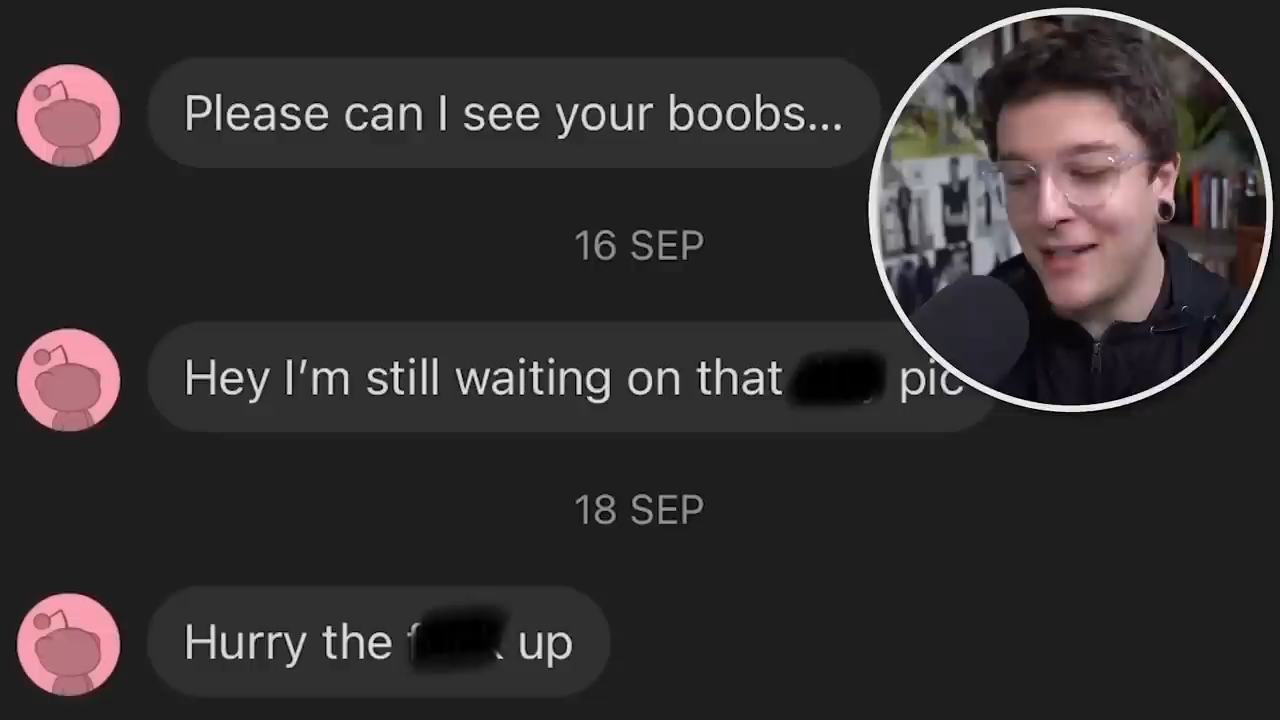 Please can I see your boobs...
16 SEP
Hey I'm still waiting on that pic
18 SEP
Hurry the up